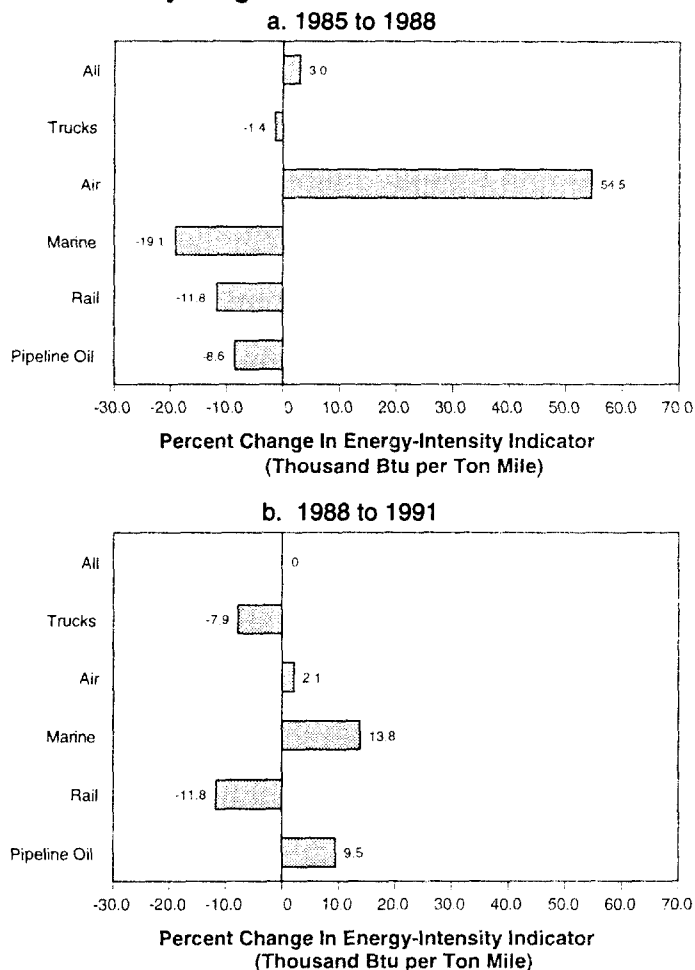 a. 1985 to 1988
All
3.0
Trucks
-1.4
Air
54.5
Marine
-19.1
Rail
-11.8
Pipeline Oil
-8.6
-30.0 -20.0 -10.0 0 10.0 20.0 30.0 40.0 50.0 60.0 70.0
Percent Change In Energy-Intensity Indicator
(Thousand Btu per Ton Mile)
b. 1988 to 1991
All
0
Trucks
-7.9
Air
2.1
Marine
13.8
Rail
-11.8
Pipeline Oil
9.5
-30.0 -20.0 -10.0 0 10.0 20.0 30.0 40.0 50.0 60.0 70.0
Percent Change In Energy-Intensity Indicator
(Thousand Btu per Ton Mile)